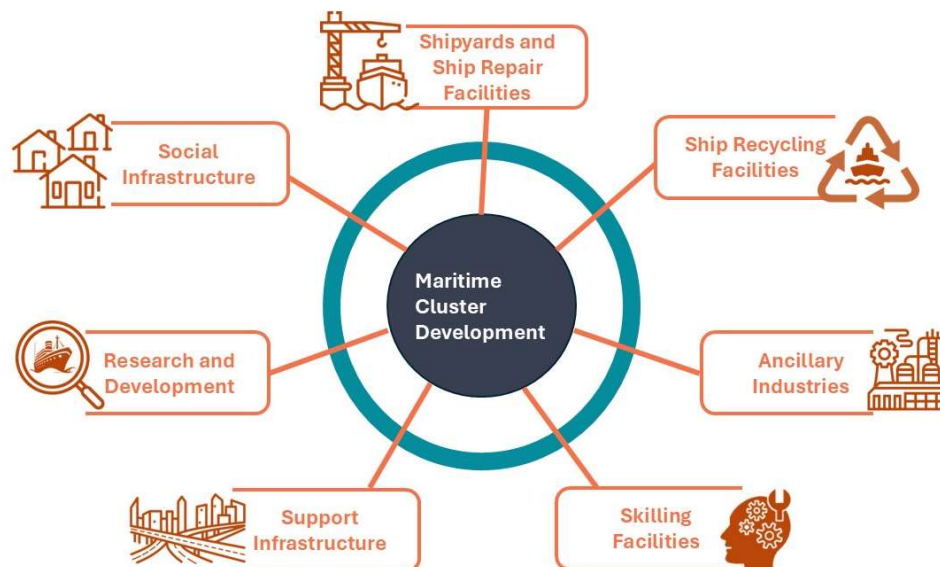 Shipyards and
Ship Repair
Facilities
Social
Infrastructure
Ship Recycling
Facilities
Maritime
Cluster
Development
Research and
Development
Ancillary
Industries
Support
Infrastructure
Skilling
Facilities